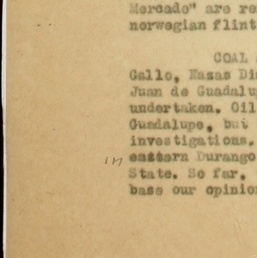 Mercado" are re
norwegian flint
COAL
Gallo, Nazas Di
Juan de Guadalu
undertaken. Oil
Guadalupe, but
investigations.
in eastern Durango
State. So far,
base our opinio